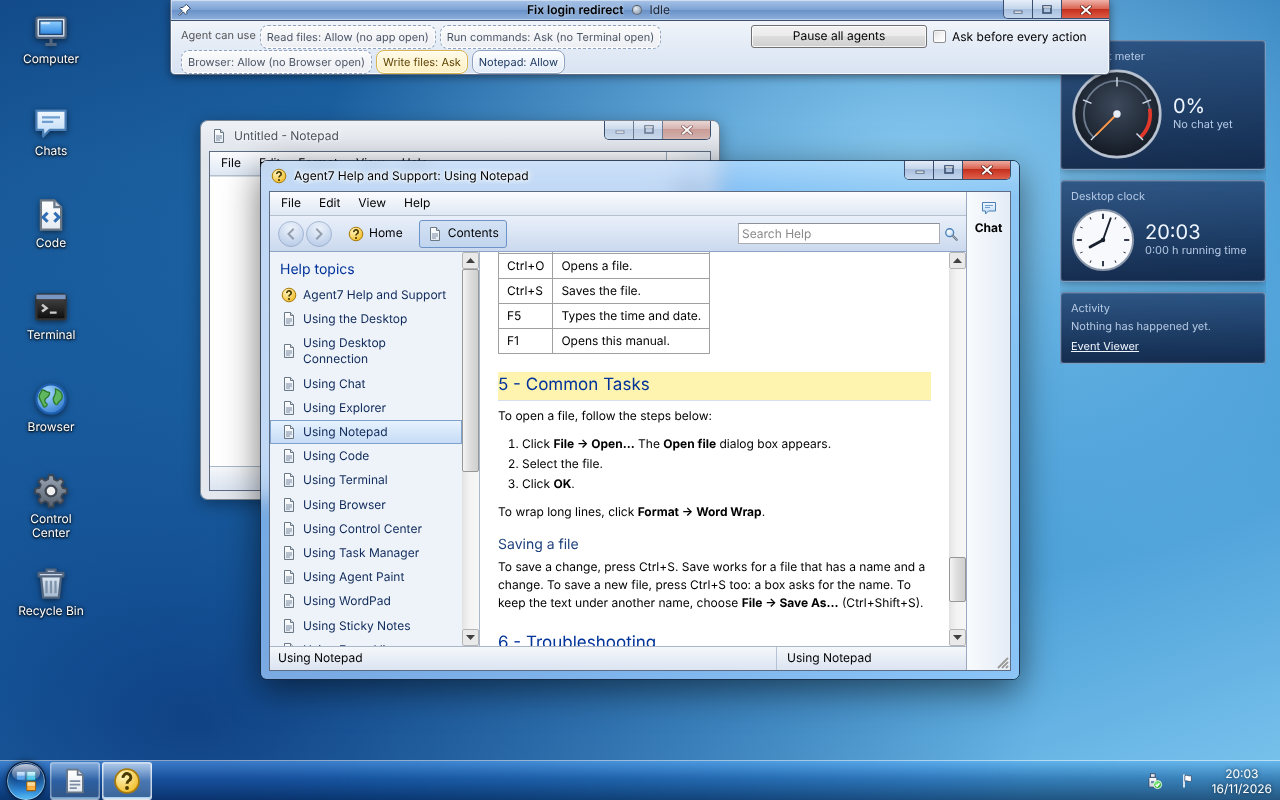 Fix login redirect Idle
Agent can use Read files: Allow (no app open) Run commands: Ask (no Terminal open) Pause all agents Ask before every action
Browser: Allow (no Browser open) Write files: Ask Notepad: Allow
Computer
Chats
Code
Terminal
Browser
Control Center
Recycle Bin
meter
0%
No chat yet
Desktop clock
20:03
0:00 h running time
Activity
Nothing has happened yet.
Event Viewer
Untitled - Notepad
File
Agent7 Help and Support: Using Notepad
File Edit View Help
Home Contents Search Help
Chat
Help topics
Agent7 Help and Support
Using the Desktop
Using Desktop
Connection
Using Chat
Using Explorer
Using Notepad
Using Code
Using Terminal
Using Browser
Using Control Center
Using Task Manager
Using Agent Paint
Using WordPad
Using Sticky Notes
Ctrl+O Opens a file.
Ctrl+S Saves the file.
F5 Types the time and date.
F1 Opens this manual.
5 - Common Tasks
To open a file, follow the steps below:
1. Click File → Open... The Open file dialog box appears.
2. Select the file.
3. Click OK.
To wrap long lines, click Format → Word Wrap.
Saving a file
To save a change, press Ctrl+S. Save works for a file that has a name and a
change. To save a new file, press Ctrl+S too: a box asks for the name. To
keep the text under another name, choose File → Save As... (Ctrl+Shift+S).
6 - Troubleshooting
Using Notepad Using Notepad
20:03
16/11/2026